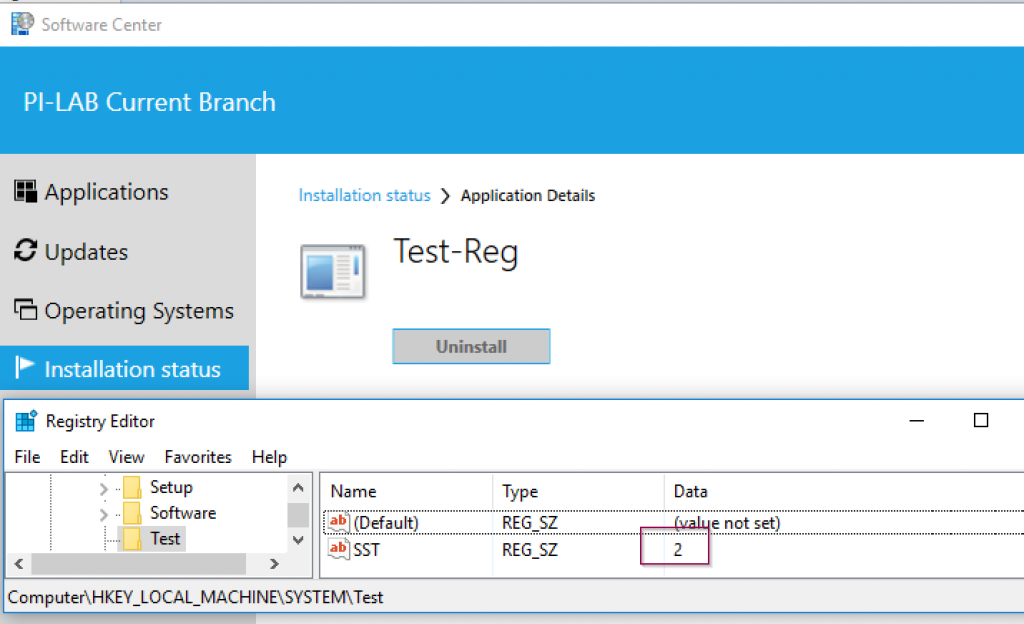 Software Center
PI-LAB Current Branch
Applications
Updates
Operating Systems
Installation status
Installation status ❯ Application Details
Test-Reg
Uninstall
Registry Editor
File Edit View Favorites Help
Setup
Software
Test
Name Type Data
ab (Default) REG_SZ (value not set)
ab SST REG_SZ 2
Computer\HKEY_LOCAL_MACHINE\SYSTEM\Test